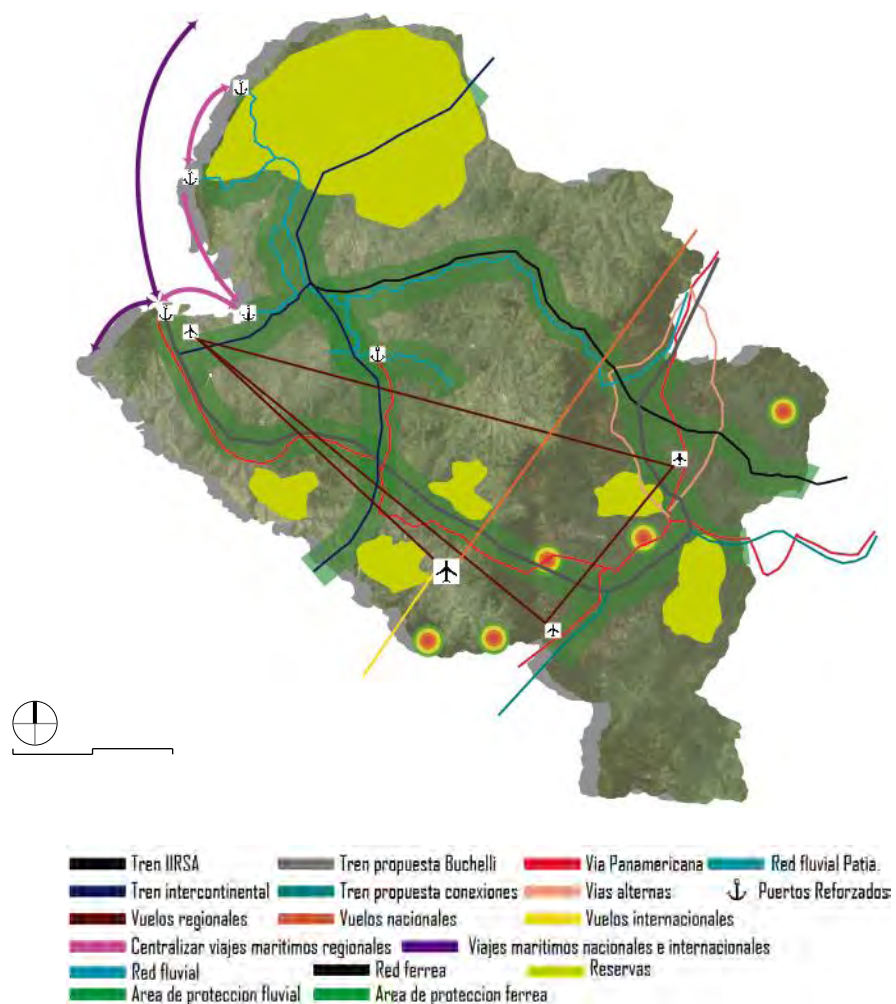 Tren URSA Tren propuesta Buchelli Via Panamericana Red fluvial Patia
Tren intercontinental Tren propuesta conexiones Vias alternas Puertos Reforzados
Vuelos regionales Vuelos nacionales Vuelos internacionales
Centralizar viajes maritimos regionales Viajes maritimos nacionales e internacionales
Red fluvial Red ferrea Reservas
Area de proteccion fluvial Area de proteccion ferrea